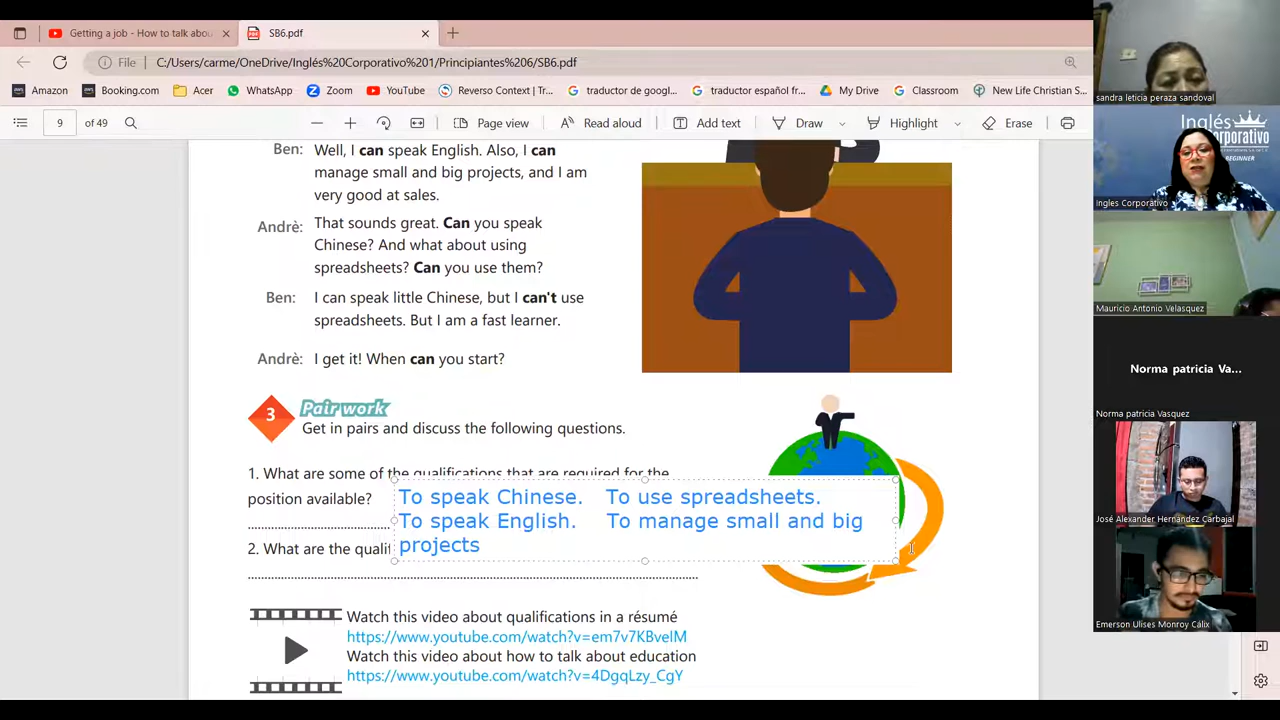 Getting a job - How to talk abou
SB6.pdf
File
C:/Users/carme/OneDrive/Inglés%20Corporativo%201/Principiantes%206/SB6.pdf
Amazon
Booking.com
Acer
WhatsApp
Zoom
YouTube
Reverso Context | Tr...
traductor de googl...
traductor español fr...
My Drive
Classroom
New Life Christian S...
9 of 49
Page view
Read aloud
Add text
Draw
Highlight
Erase
Ben: Well, I can speak English. Also, I can
manage small and big projects, and I am
very good at sales.
Andrè: That sounds great. Can you speak
Chinese? And what about using
spreadsheets? Can you use them?
Ben: I can speak little Chinese, but I can't use
spreadsheets. But I am a fast learner.
Andrè: I get it! When can you start?
3 Pair work
Get in pairs and discuss the following questions.
1. What are some of the qualifications that are required for the
position available?
To speak Chinese. To use spreadsheets.
To speak English. To manage small and big
projects
2. What are the qualif
Watch this video about qualifications in a résumé
https://www.youtube.com/watch?v=em7v7KBveIM
Watch this video about how to talk about education
https://www.youtube.com/watch?v=4DgqLzy_CgY
sandra leticia peraza sandoval
Inglés
Corporativo
BEGINNER
Ingles Corporativo
Mauricio Antonio Velasquez
Norma patricia Va...
Norma patricia Vasquez
José Alexander Hernández Carbajal
Emerson Ulises Monroy Cálix